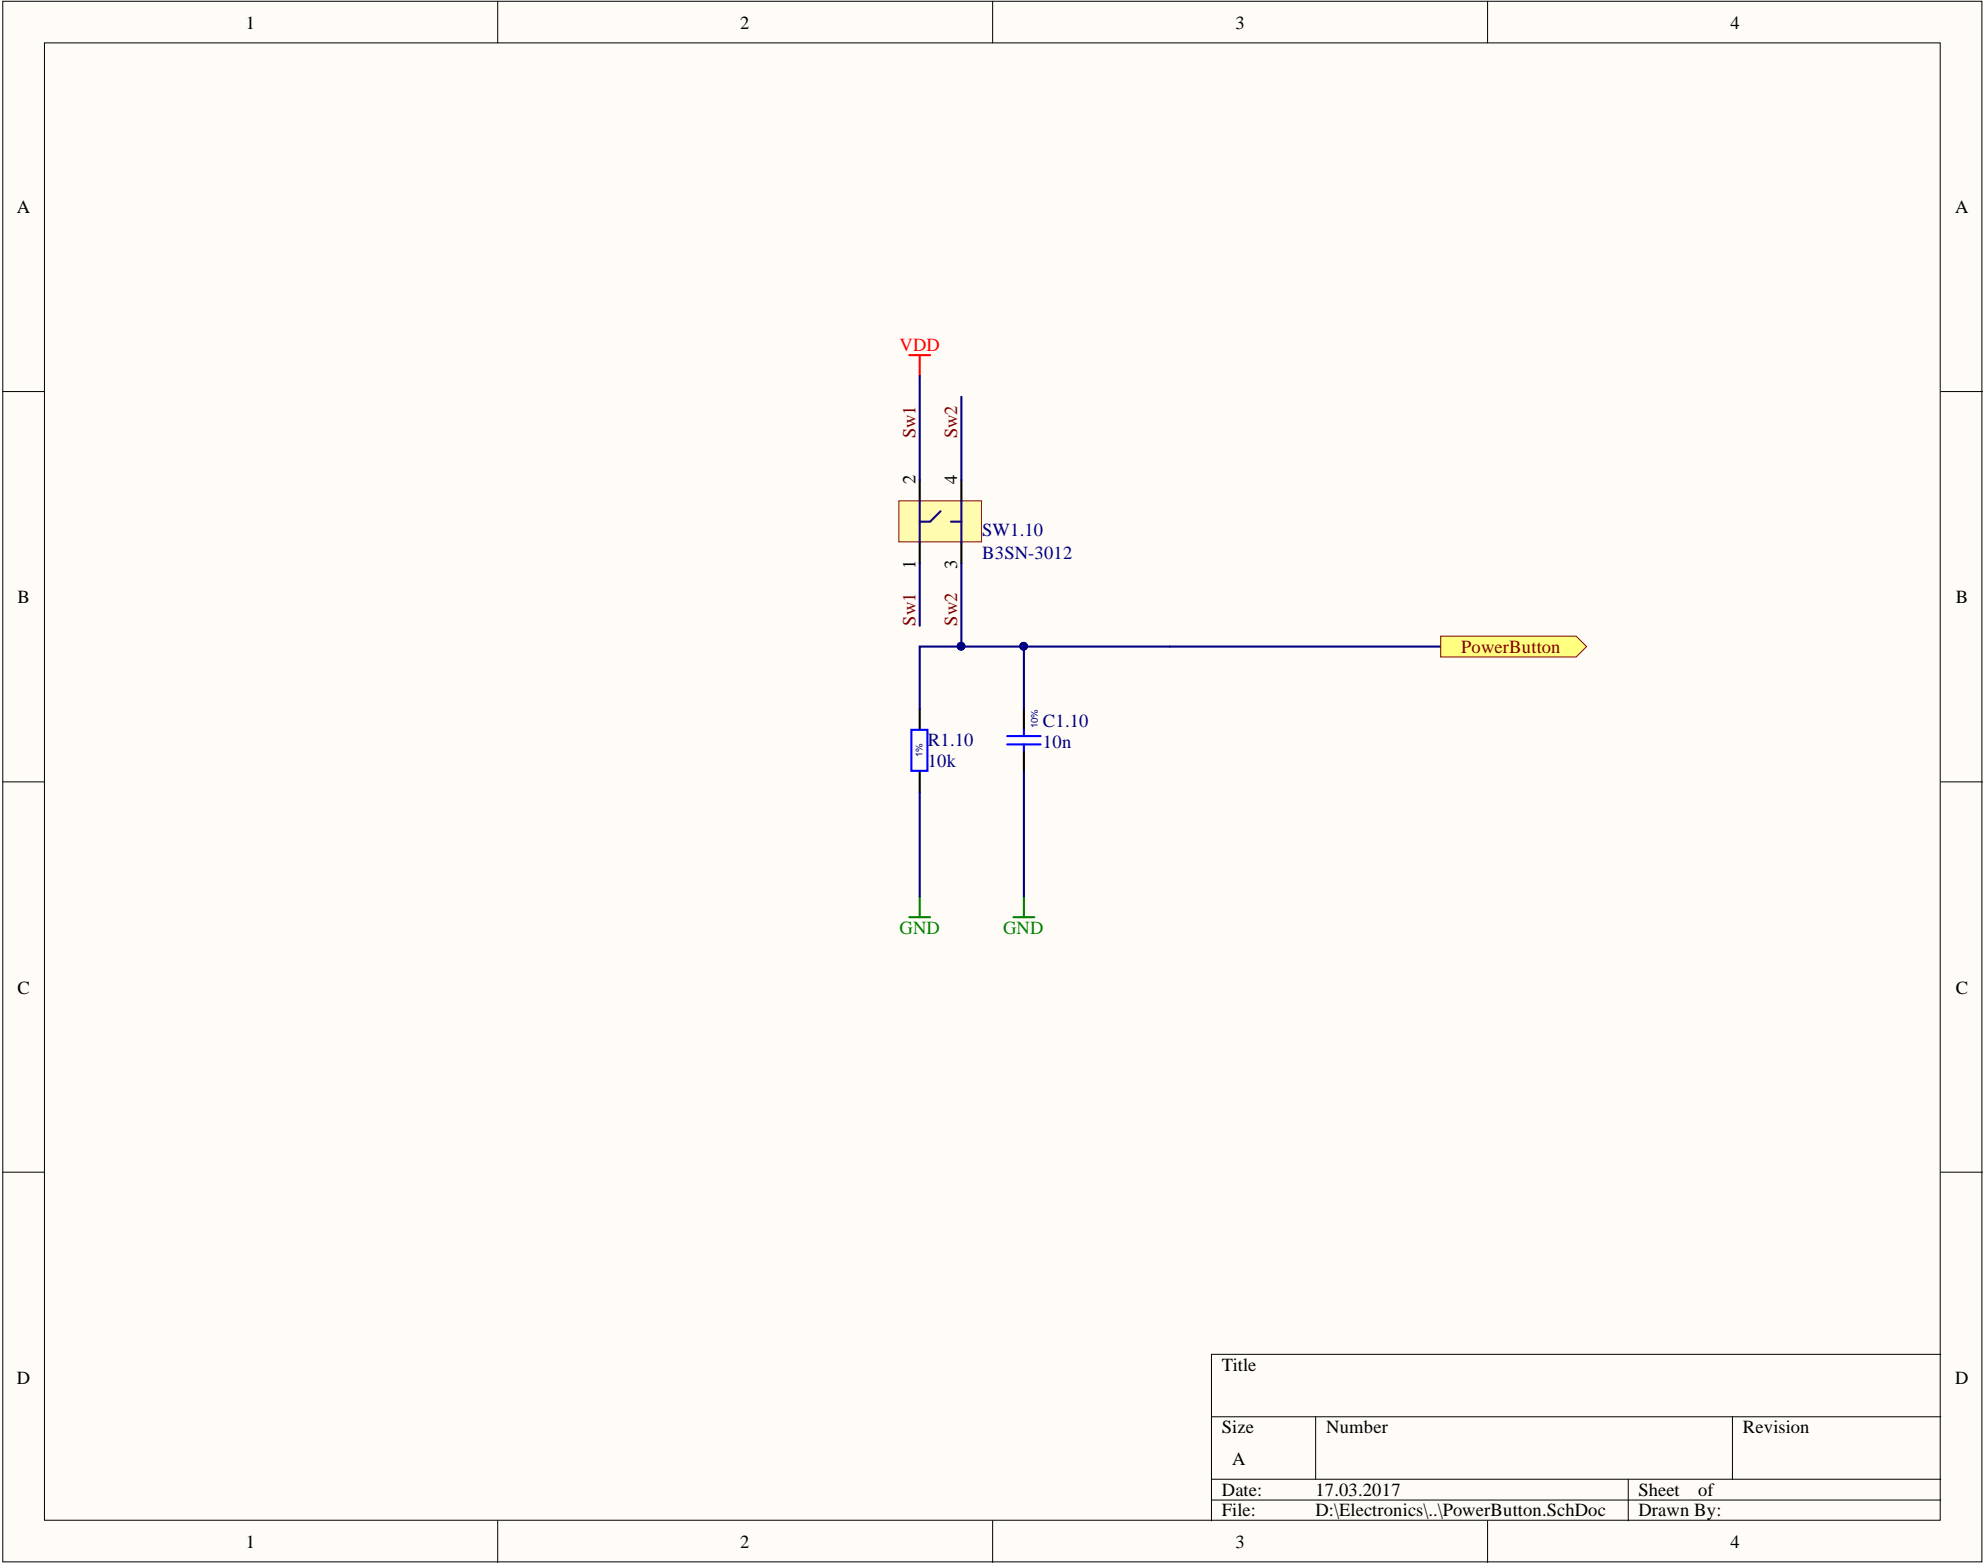 1 2 3 4
A A
VDD
Sw1 Sw2
2 4
SW1.10
B3SN-3012
1 3
B B
Sw1 Sw2
PowerButton
10% C1.10
10n
1% R1.10
10k
GND GND
C C
Title
D D
Size Number Revision
A
Date: 17.03.2017 Sheet of
File: D:\Electronics\..\PowerButton.SchDoc Drawn By:
1 2 3 4